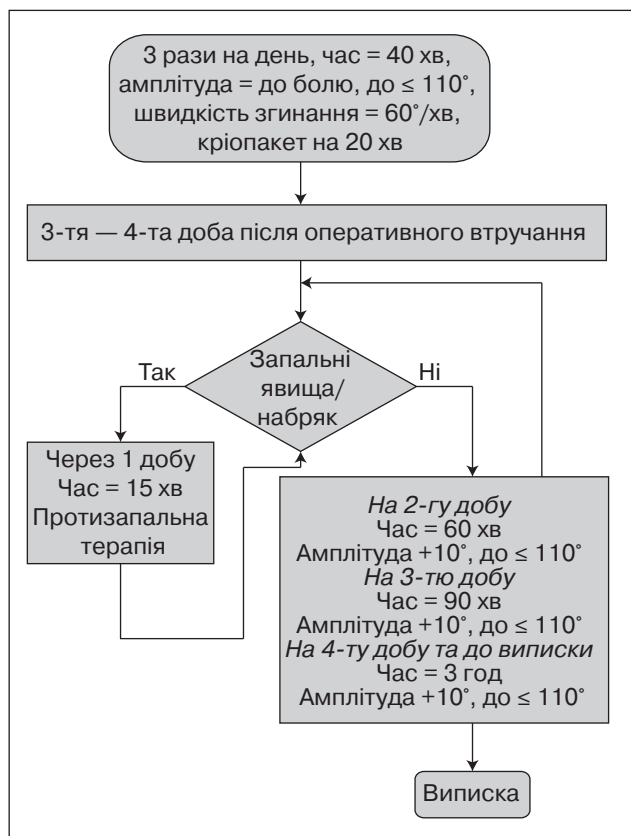 3 рази на день, час = 40 хв,
амплітуда = до болю, до ≤ 110°,
швидкість згинання = 60°/хв,
кріопакет на 20 хв
3-тя — 4-та доба після оперативного втручання
Запальні
явища/
набряк
Так
Ні
Через 1 добу
Час = 15 хв
Протизапальна
терапія
На 2-гу добу
Час = 60 хв
Амплітуда +10°, до ≤ 110°
На 3-тю добу
Час = 90 хв
Амплітуда +10°, до ≤ 110°
На 4-ту добу та до виписки
Час = 3 год
Амплітуда +10°, до ≤ 110°
Виписка